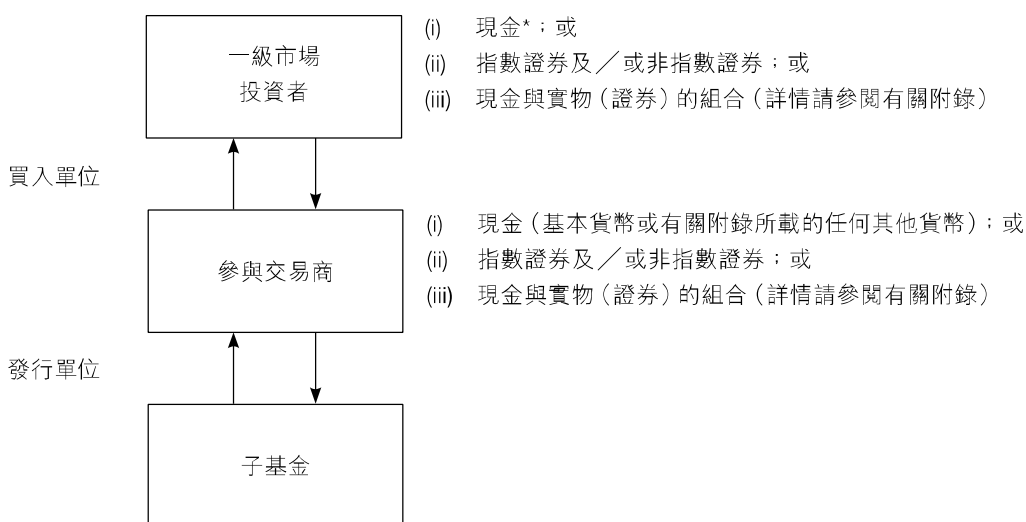 一級市場
投資者
(i) 現金*；或
(ii) 指數證券及／或非指數證券；或
(iii) 現金與實物（證券）的組合（詳情請參閱有關附錄）
買入單位
參與交易商
(i) 現金（基本貨幣或有關附錄所載的任何其他貨幣）；或
(ii) 指數證券及／或非指數證券；或
(iii) 現金與實物（證券）的組合（詳情請參閱有關附錄）
發行單位
子基金